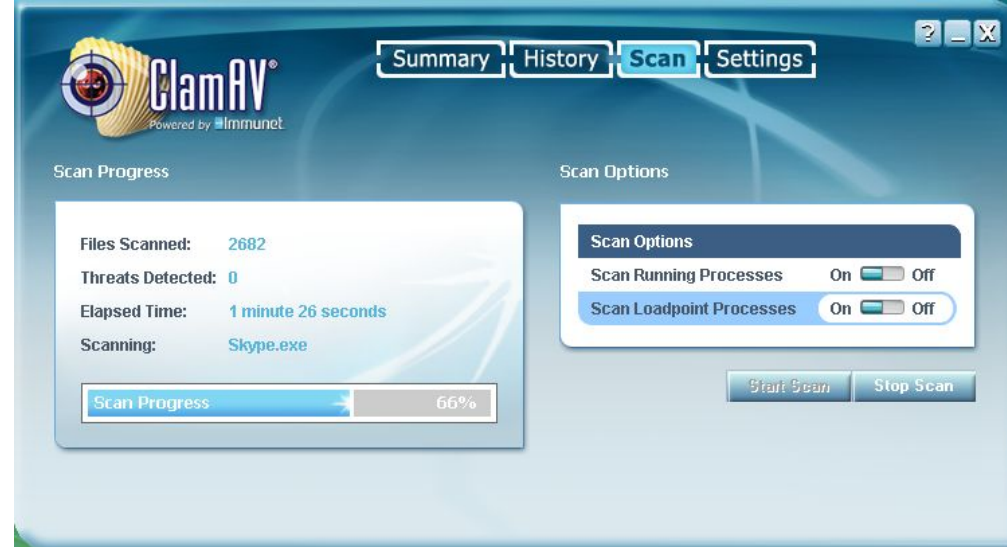 ? _ X
Summary History Scan Settings
ClamAV®
Powered by Immunet
Scan Progress
Files Scanned: 2682
Threats Detected: 0
Elapsed Time: 1 minute 26 seconds
Scanning: Skype.exe
Scan Progress 66%
Scan Options
Scan Options
Scan Running Processes On Off
Scan Loadpoint Processes On Off
Start Scan Stop Scan